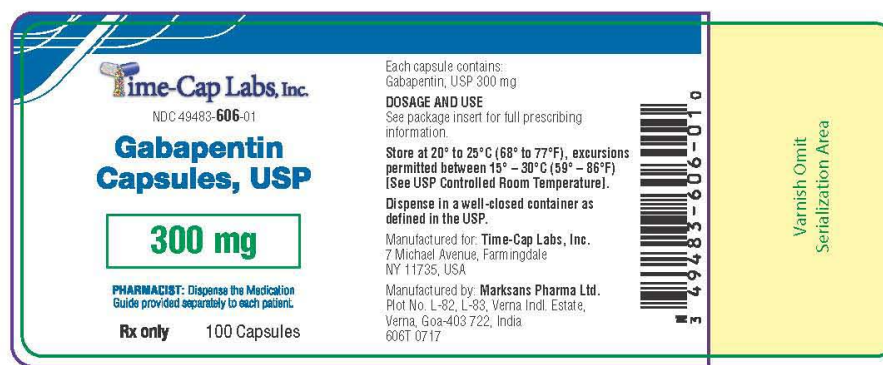 Time-Cap Labs, Inc.
NDC 49483-606-01
Gabapentin
Capsules, USP
300 mg
PHARMACIST: Dispense the Medication
Guide provided separately to each patient.
Rx only 100 Capsules
Each capsule contains:
Gabapentin, USP 300 mg
DOSAGE AND USE
See package insert for full prescribing
information.
Store at 20° to 25°C (68° to 77°F), excursions
permitted between 15° – 30°C (59° – 86°F)
[See USP Controlled Room Temperature].
Dispense in a well-closed container as
defined in the USP.
Manufactured for: Time-Cap Labs, Inc.
7 Michael Avenue, Farmingdale
NY 11735, USA
Manufactured by: Marksans Pharma Ltd.
Plot No. L-82, L-83, Verna Indl. Estate,
Verna, Goa-403 722, India
606T 0717
N
3 49483-606-01 0
Varnish Omit
Serialization Area